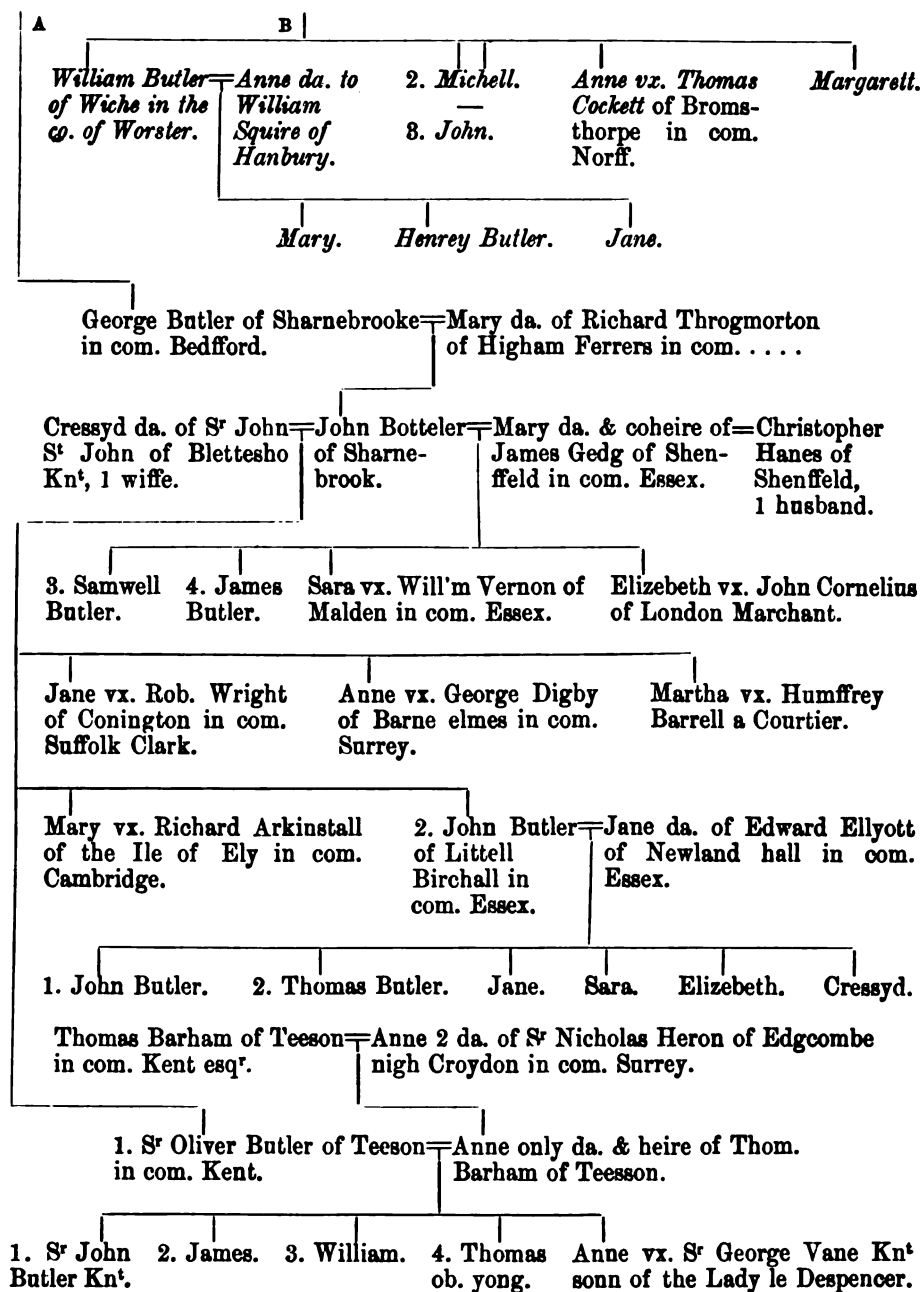 A B
William Butler = Anne da. to 2. Michell. Anne vx. Thomas Margarett.
of Wiche in the William — Cockett of Broms-
co. of Worster. Squire of 3. John. thorpe in com.
Hanbury. Norff.
Mary. Henrey Butler. Jane.
George Butler of Sharnebrooke = Mary da. of Richard Throgmorton
in com. Bedfford. of Higham Ferrers in com. . . . .
Cressyd da. of Sʳ John = John Botteler = Mary da. & coheire of = Christopher
Sᵗ John of Blettesho of Sharne- James Gedg of Shen- Hanes of
Knᵗ, 1 wiffe. brook. ffeld in com. Essex. Shenffeld,
1 husband.
3. Samwell 4. James Sara vx. Will'm Vernon of Elizebeth vx. John Cornelius
Butler. Butler. Malden in com. Essex. of London Marchant.
Jane vx. Rob. Wright Anne vx. George Digby Martha vx. Humffrey
of Conington in com. of Barne elmes in com. Barrell a Courtier.
Suffolk Clark. Surrey.
Mary vx. Richard Arkinstall 2. John Butler = Jane da. of Edward Ellyott
of the Ile of Ely in com. of Littell of Newland hall in com.
Cambridge. Birchall in Essex.
com. Essex.
1. John Butler. 2. Thomas Butler. Jane. Sara. Elizebeth. Cressyd.
Thomas Barham of Teeson = Anne 2 da. of Sʳ Nicholas Heron of Edgcombe
in com. Kent esqʳ. nigh Croydon in com. Surrey.
1. Sʳ Oliver Butler of Teeson = Anne only da. & heire of Thom.
in com. Kent. Barham of Teesson.
1. Sʳ John 2. James. 3. William. 4. Thomas Anne vx. Sʳ George Vane Knᵗ
Butler Knᵗ. ob. yong. sonn of the Lady le Despencer.